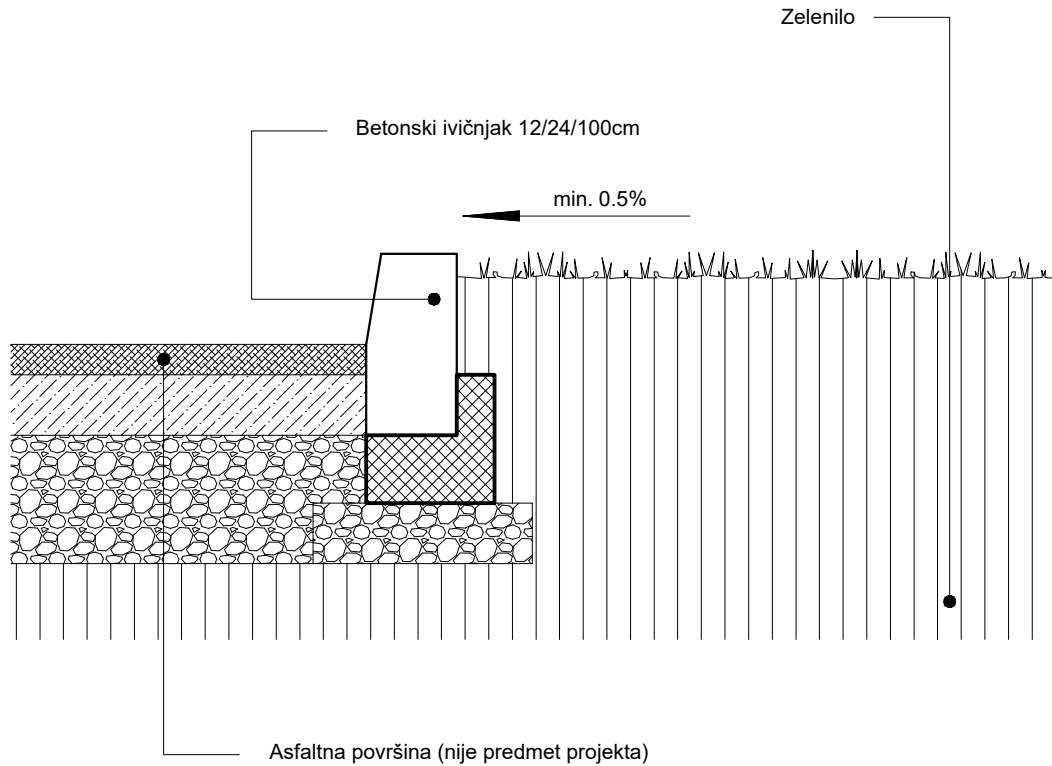 Zelenilo
Betonski ivičnjak 12/24/100cm
min. 0.5%
Asfaltna površina (nije predmet projekta)